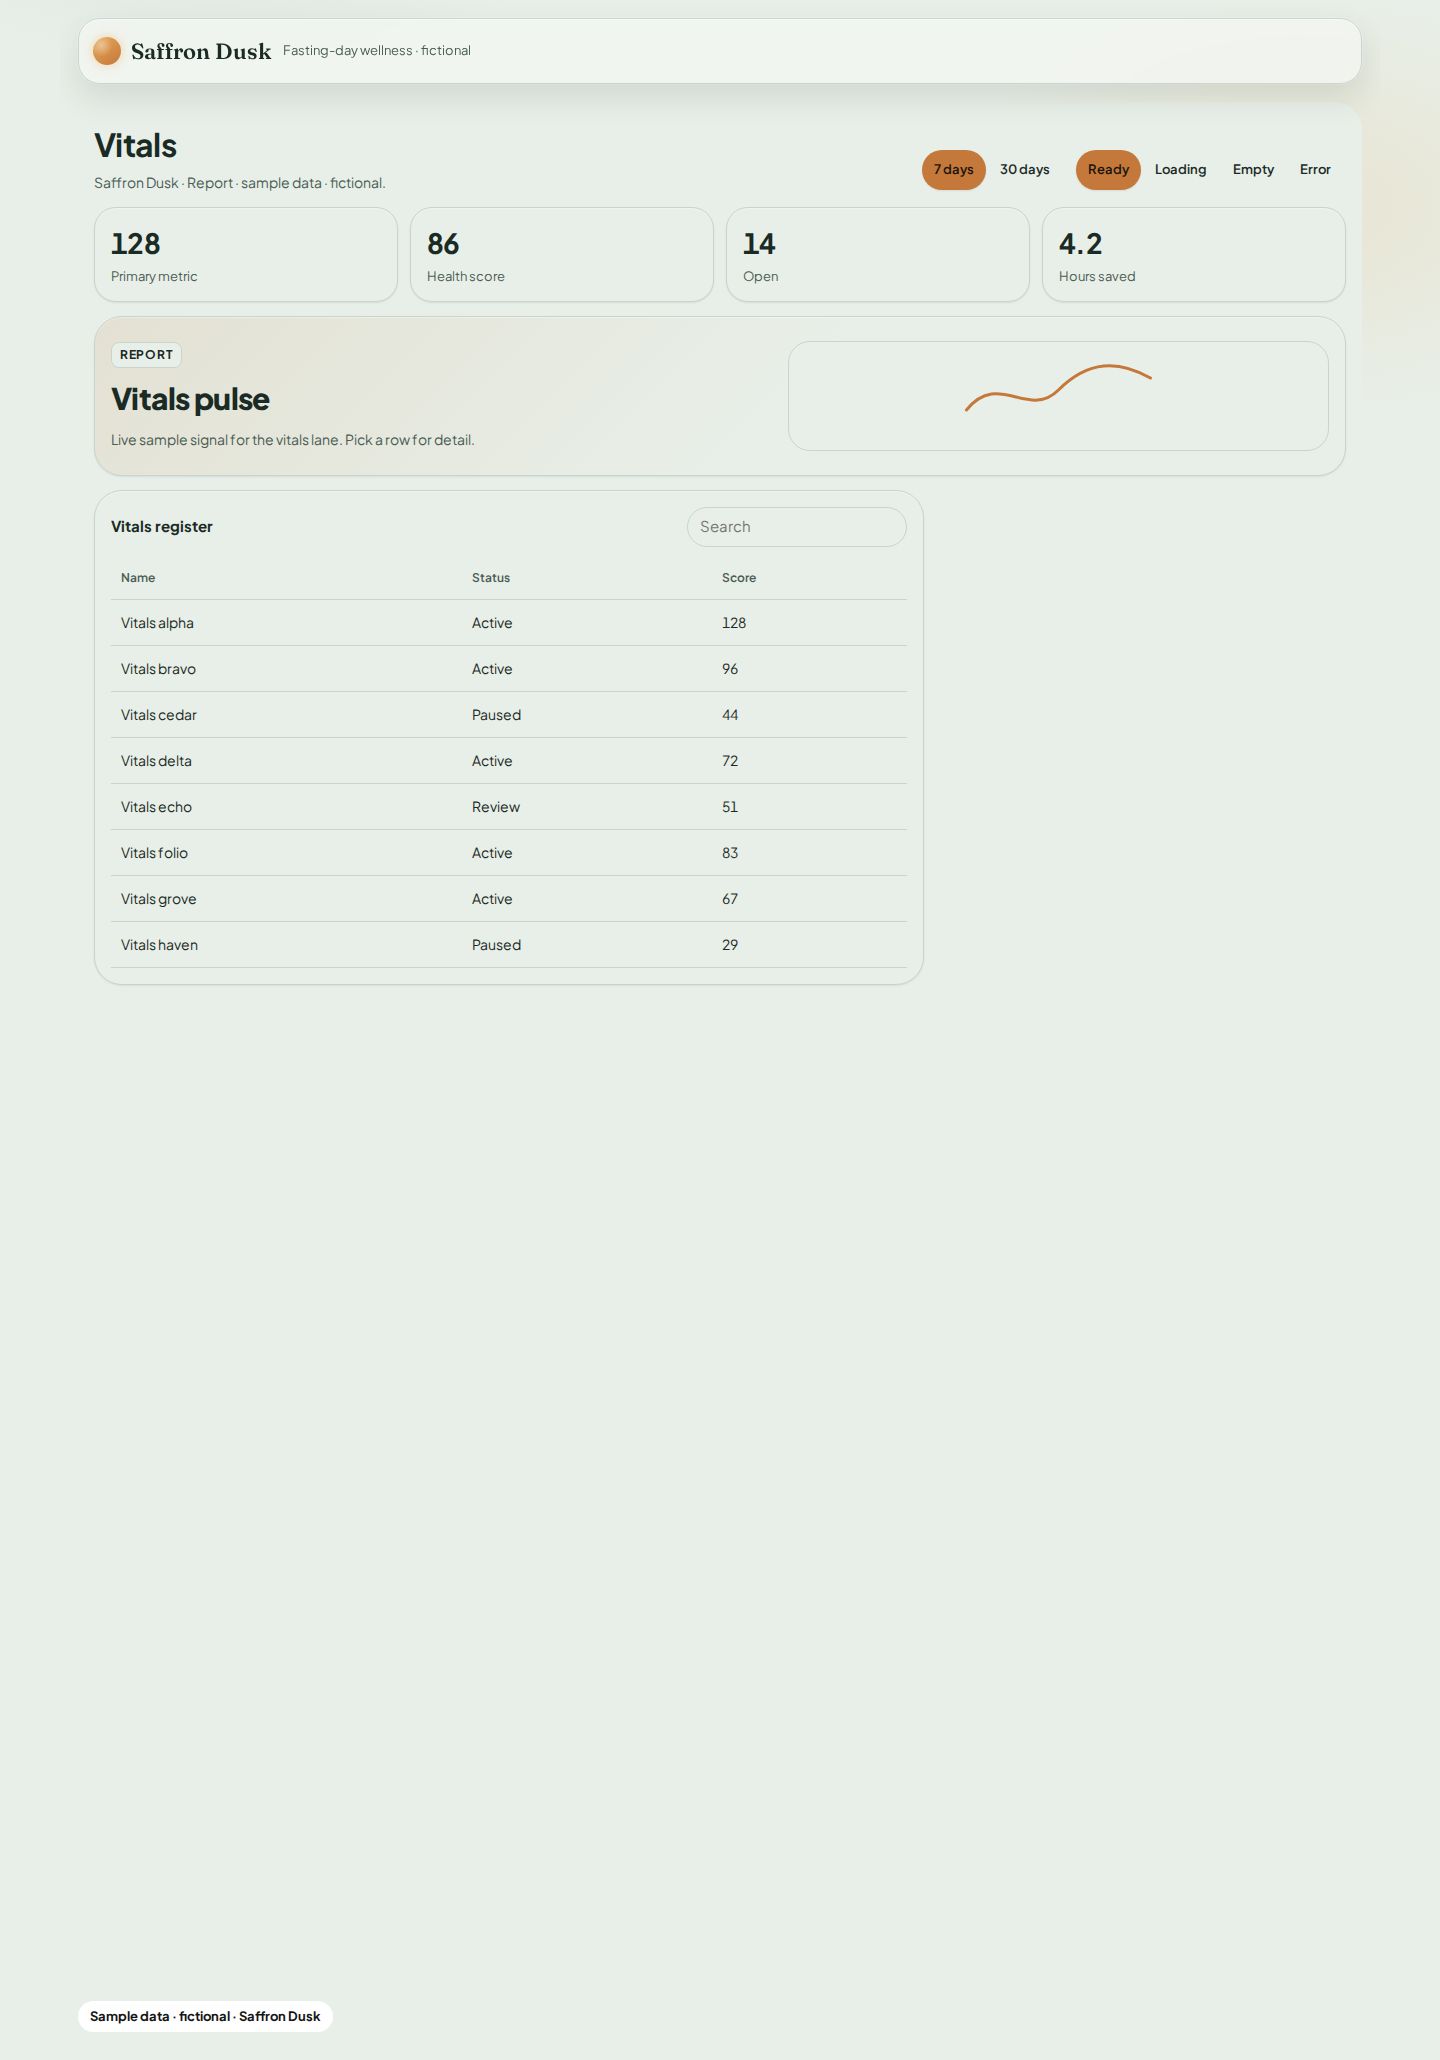 Saffron Dusk Fasting-day wellness · fictional
Vitals
Saffron Dusk · Report · sample data · fictional.
7 days 30 days Ready Loading Empty Error
128 86 14 4.2
Primary metric Health score Open Hours saved
REPORT
Vitals pulse
Live sample signal for the vitals lane. Pick a row for detail.
Vitals register Search
Name Status Score
Vitals alpha Active 128
Vitals bravo Active 96
Vitals cedar Paused 44
Vitals delta Active 72
Vitals echo Review 51
Vitals folio Active 83
Vitals grove Active 67
Vitals haven Paused 29
Sample data · fictional · Saffron Dusk